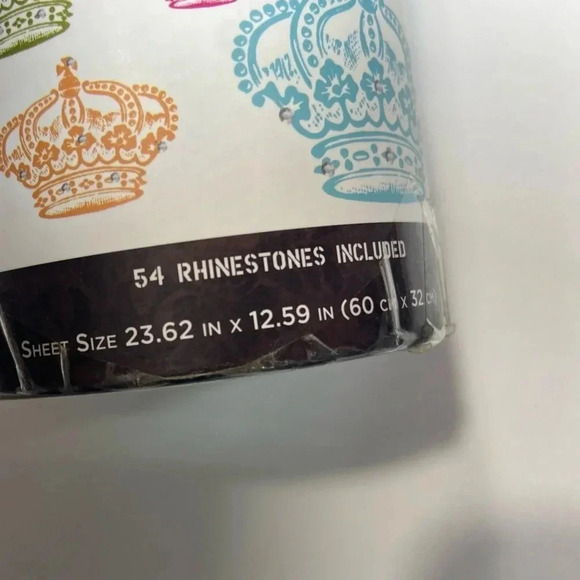 54 RHINESTONES INCLUDED
SHEET SIZE 23.62 IN X 12.59 IN (60 CM X 32 CM)